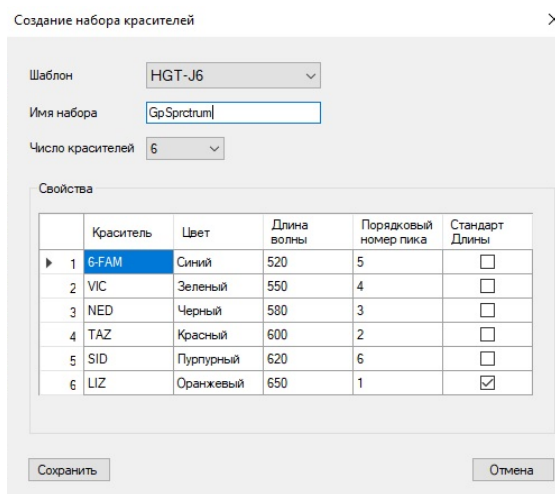 Создание набора красителей
Шаблон HGT-J6
Имя набора GpSprctrum
Число красителей 6
Свойства
Краситель Цвет Длина волны Порядковый номер пика Стандарт Длины
1 6-FAM Синий 520 5
2 VIC Зеленый 550 4
3 NED Черный 580 3
4 TAZ Красный 600 2
5 SID Пурпурный 620 6
6 LIZ Оранжевый 650 1
Сохранить Отмена